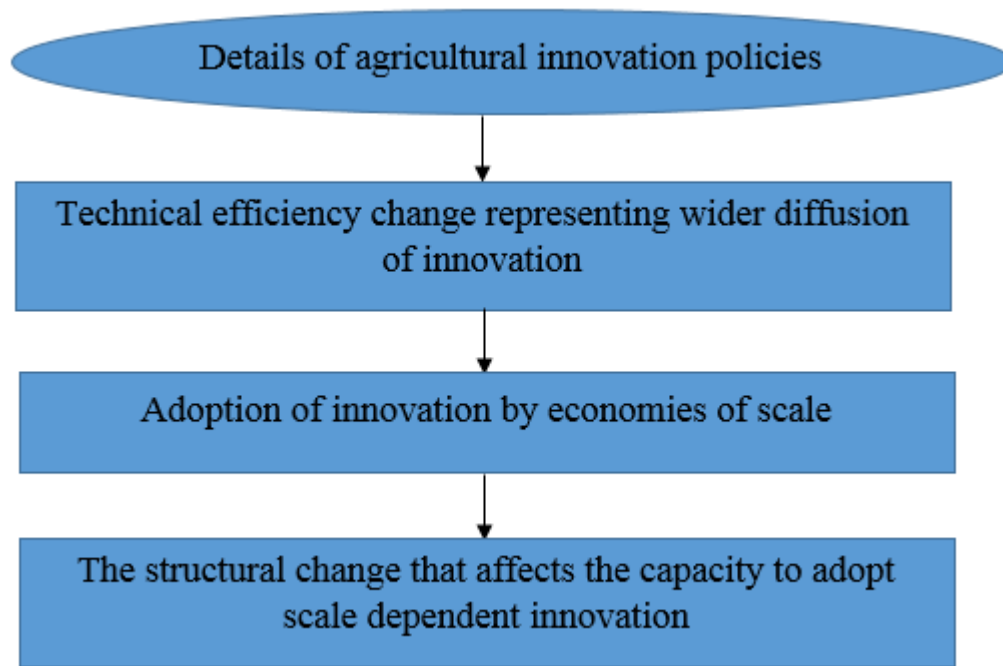 Details of agricultural innovation policies
Technical efficiency change representing wider diffusion
of innovation
Adoption of innovation by economies of scale
The structural change that affects the capacity to adopt
scale dependent innovation